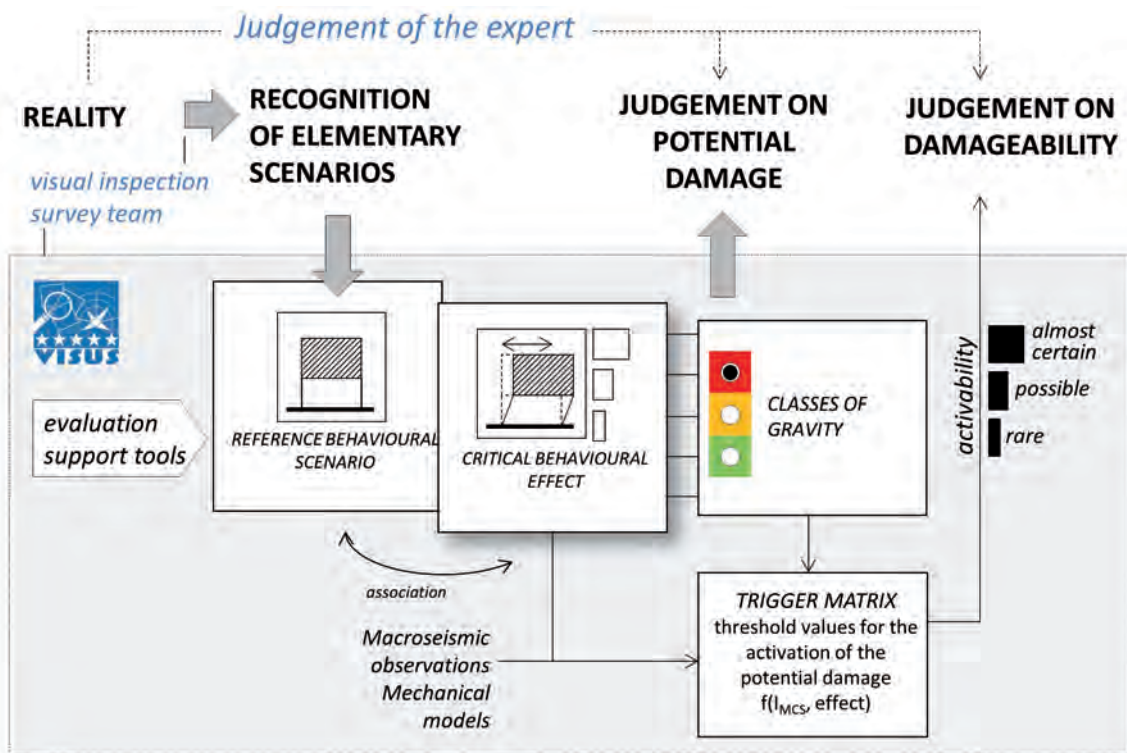 Judgement of the expert
REALITY
RECOGNITION
OF ELEMENTARY
SCENARIOS
JUDGEMENT ON
POTENTIAL
DAMAGE
JUDGEMENT ON
DAMAGEABILITY
visual inspection
survey team
VISUS
evaluation
support tools
REFERENCE BEHAVIOURAL
SCENARIO
CRITICAL BEHAVIOURAL
EFFECT
CLASSES OF
GRAVITY
activability
almost
certain
possible
rare
association
Macroseismic
observations
Mechanical
models
TRIGGER MATRIX
threshold values for the
activation of the
potential damage
f(I_MCS, effect)